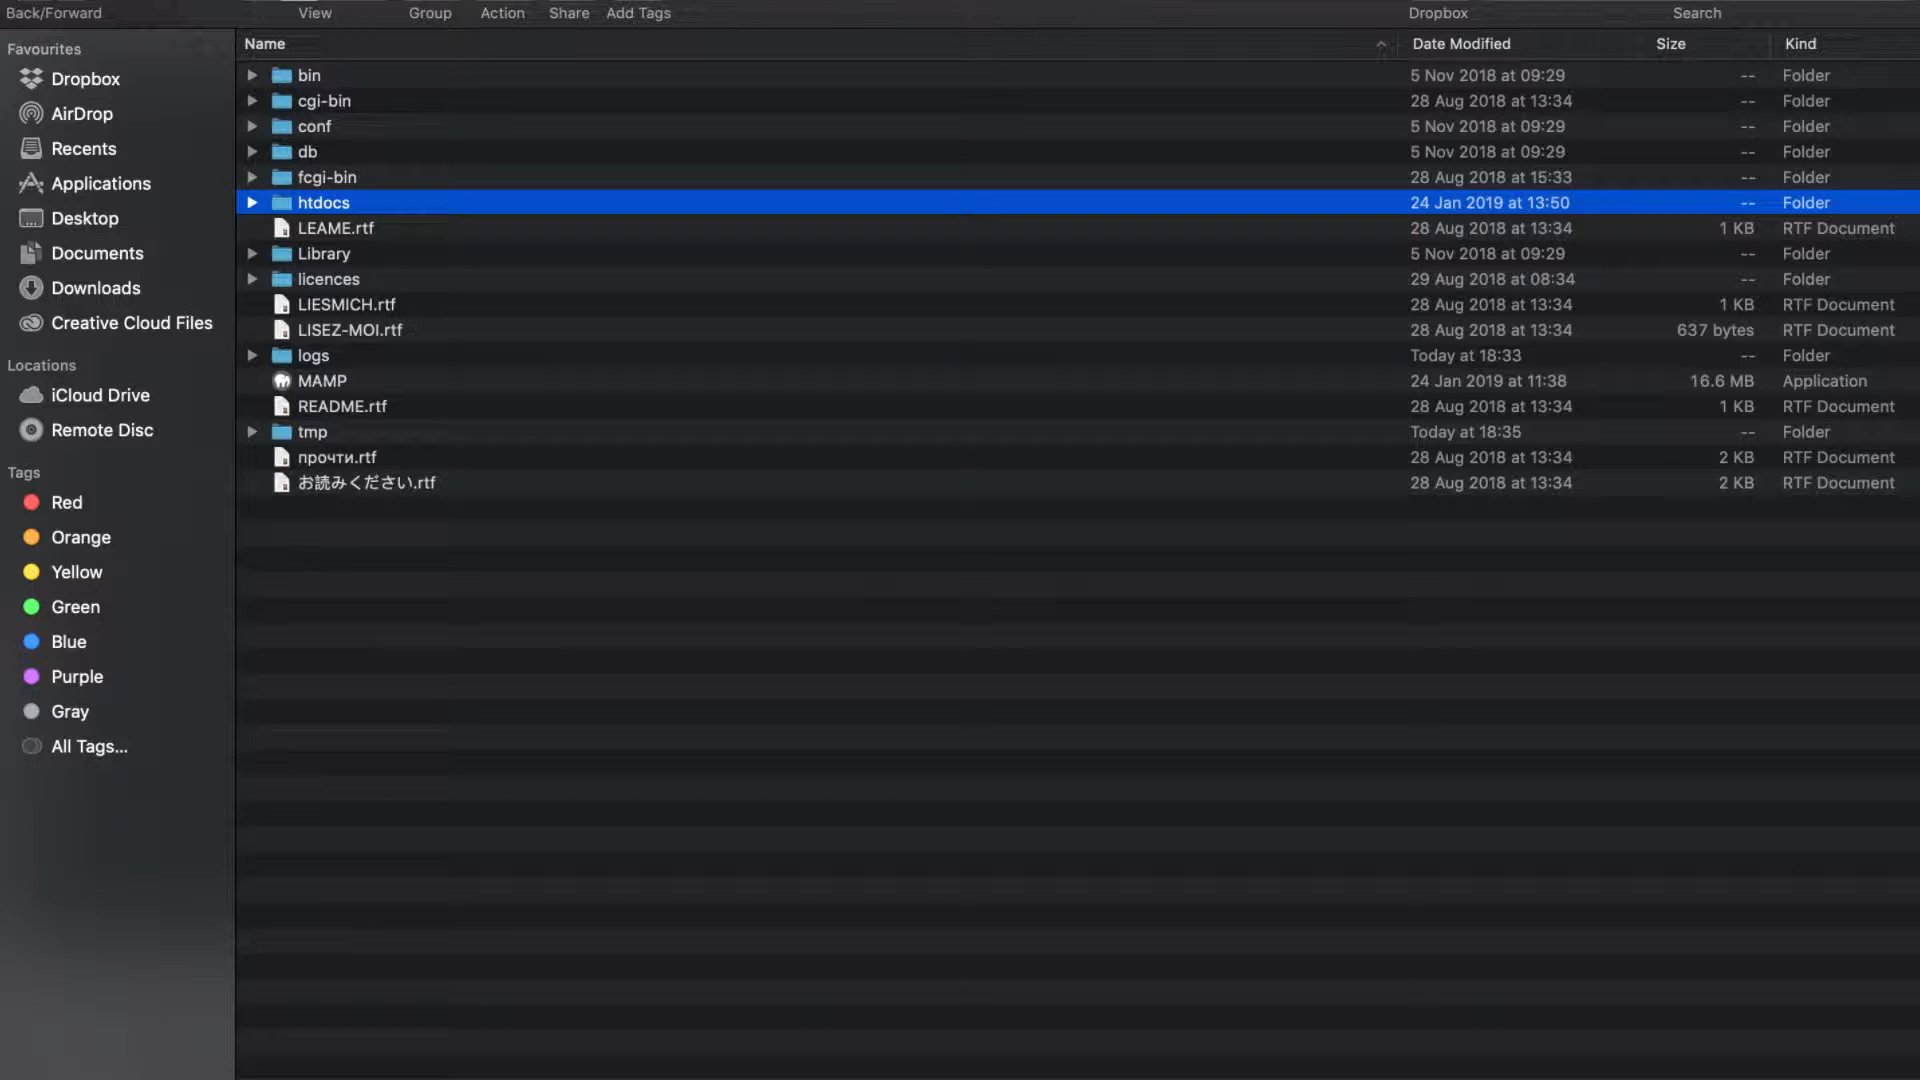 Back/Forward View Group Action Share Add Tags Dropbox Search
Favourites
Dropbox
AirDrop
Recents
Applications
Desktop
Documents
Downloads
Creative Cloud Files
Locations
iCloud Drive
Remote Disc
Tags
Red
Orange
Yellow
Green
Blue
Purple
Gray
All Tags...
Name Date Modified Size Kind
bin 5 Nov 2018 at 09:29 -- Folder
cgi-bin 28 Aug 2018 at 13:34 -- Folder
conf 5 Nov 2018 at 09:29 -- Folder
db 5 Nov 2018 at 09:29 -- Folder
fcgi-bin 28 Aug 2018 at 15:33 -- Folder
htdocs 24 Jan 2019 at 13:50 -- Folder
LEAME.rtf 28 Aug 2018 at 13:34 1 KB RTF Document
Library 5 Nov 2018 at 09:29 -- Folder
licences 29 Aug 2018 at 08:34 -- Folder
LIESMICH.rtf 28 Aug 2018 at 13:34 1 KB RTF Document
LISEZ-MOI.rtf 28 Aug 2018 at 13:34 637 bytes RTF Document
logs Today at 18:33 -- Folder
MAMP 24 Jan 2019 at 11:38 16.6 MB Application
README.rtf 28 Aug 2018 at 13:34 1 KB RTF Document
tmp Today at 18:35 -- Folder
прочти.rtf 28 Aug 2018 at 13:34 2 KB RTF Document
お読みください.rtf 28 Aug 2018 at 13:34 2 KB RTF Document